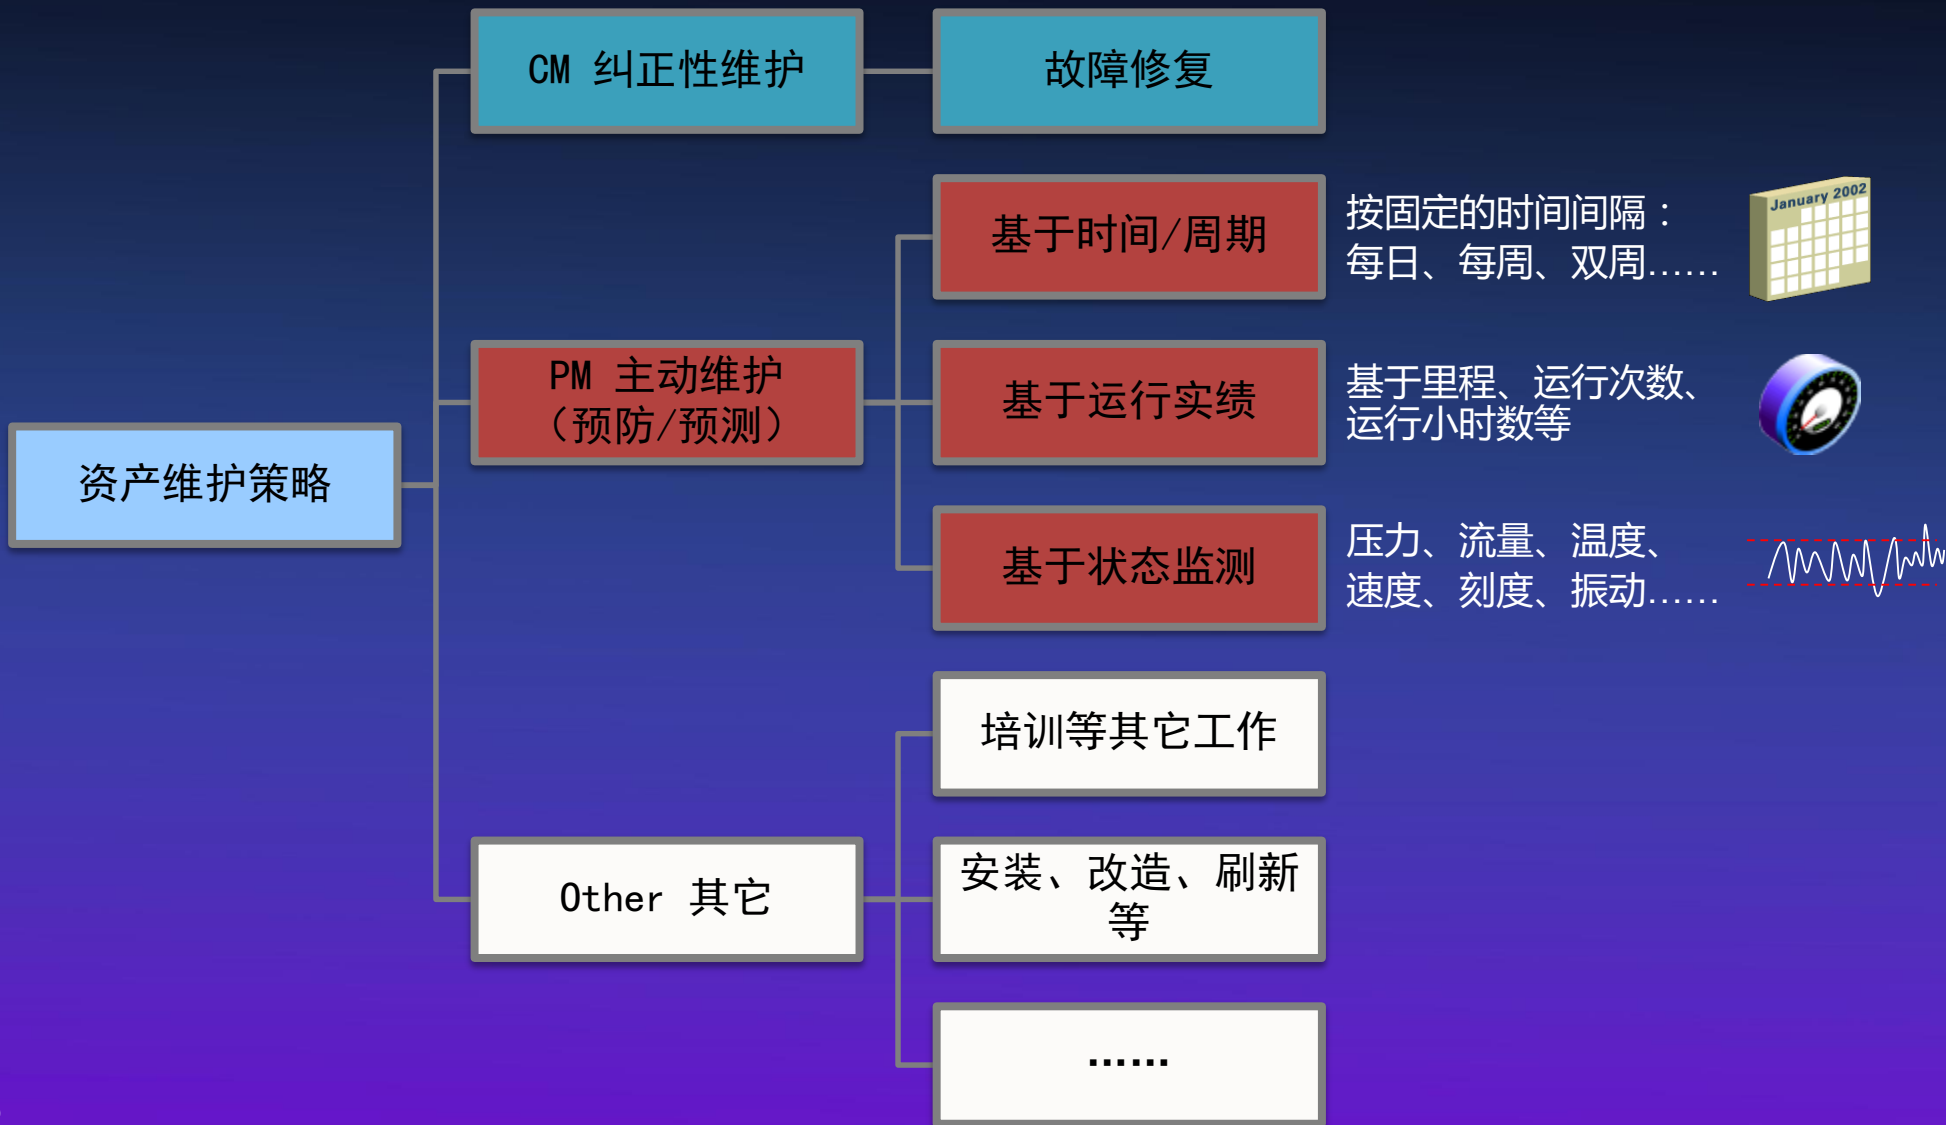 CM 纠正性维护
故障修复
基于时间/周期
按固定的时间间隔：
每日、每周、双周……
January 2002
PM 主动维护
（预防/预测）
基于运行实绩
基于里程、运行次数、
运行小时数等
资产维护策略
基于状态监测
压力、流量、温度、
速度、刻度、振动……
培训等其它工作
Other 其它
安装、改造、刷新
等
……